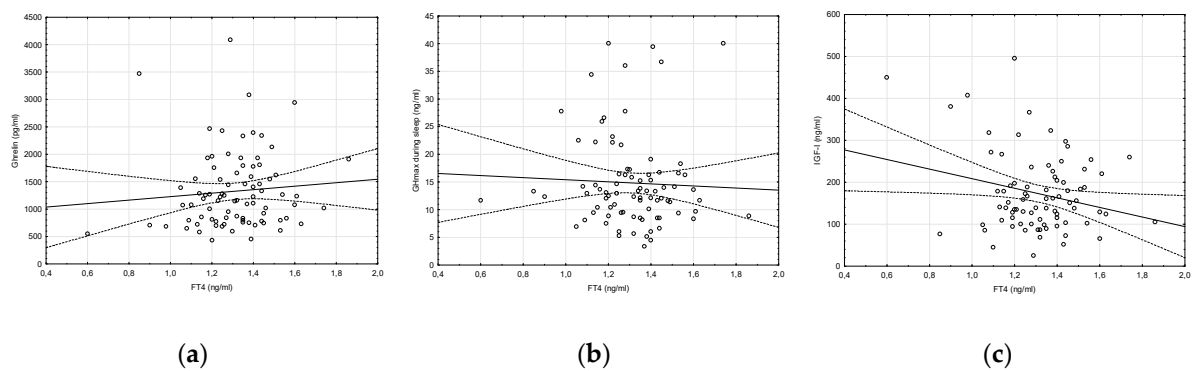 4500
4000
3500
3000
2500
2000
1500
1000
500
0
Ghrelin (pg/ml)
0,4 0,6 0,8 1,0 1,2 1,4 1,6 1,8 2,0
FT4 (ng/ml)
(a)
45
40
35
30
25
20
15
10
5
0
GHmax during sleep (ng/ml)
0,4 0,6 0,8 1,0 1,2 1,4 1,6 1,8 2,0
FT4 (ng/ml)
(b)
600
500
400
300
200
100
0
IGF-I (ng/ml)
0,4 0,6 0,8 1,0 1,2 1,4 1,6 1,8 2,0
FT4 (ng/ml)
(c)